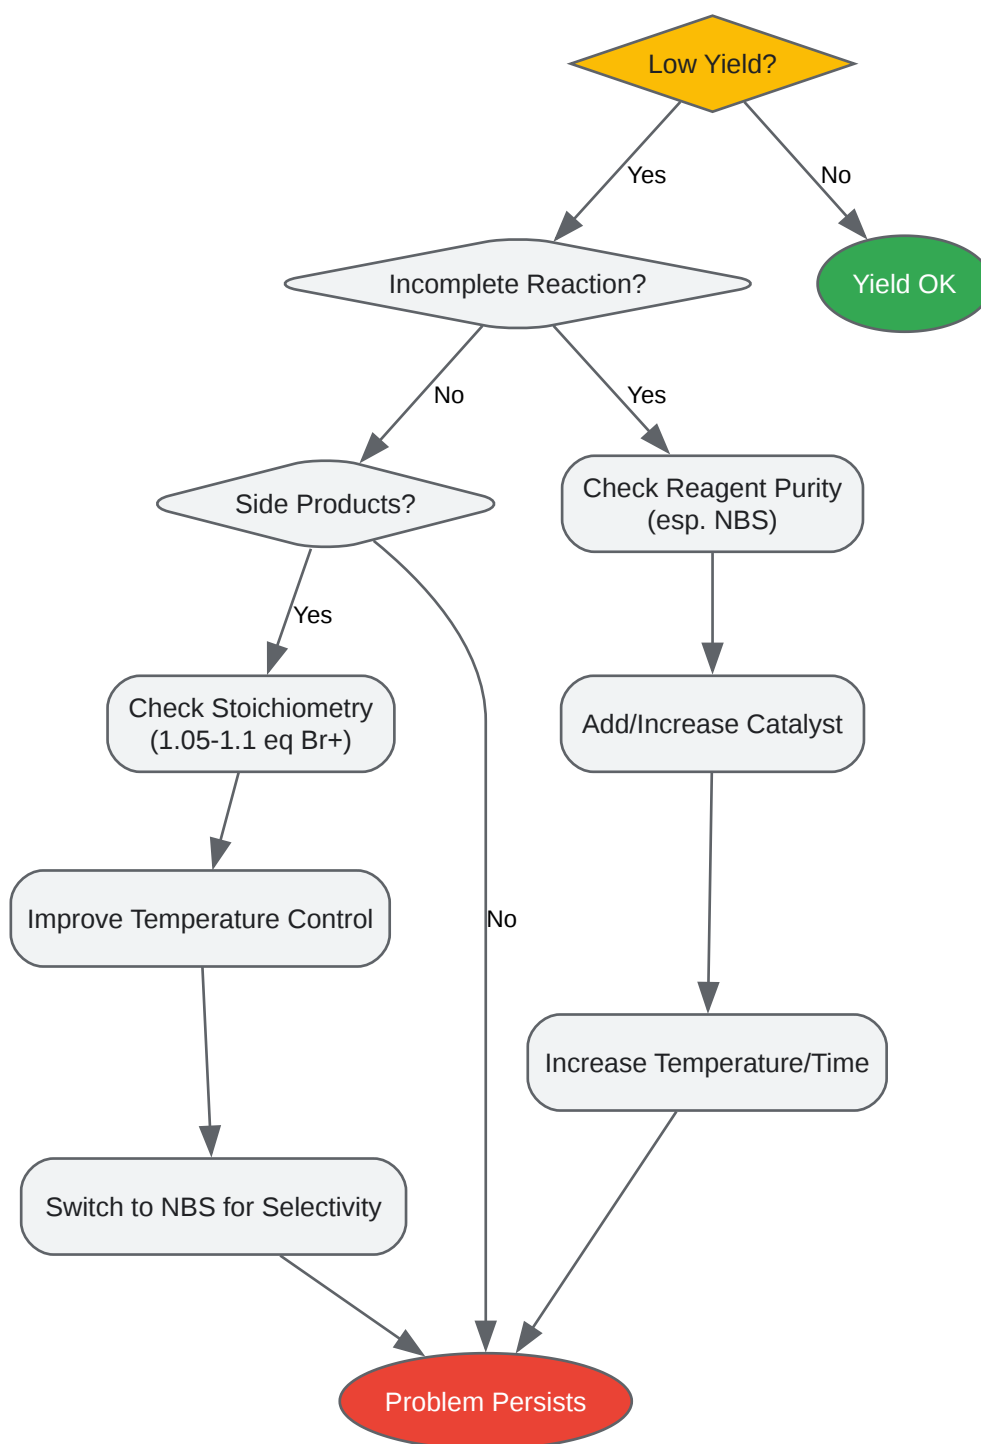 Low Yield?
Yes
No
Incomplete Reaction?
Yield OK
No
Yes
Side Products?
Check Reagent Purity
(esp. NBS)
Yes
Check Stoichiometry
(1.05-1.1 eq Br+)
Add/Increase Catalyst
Improve Temperature Control
No
Increase Temperature/Time
Switch to NBS for Selectivity
Problem Persists